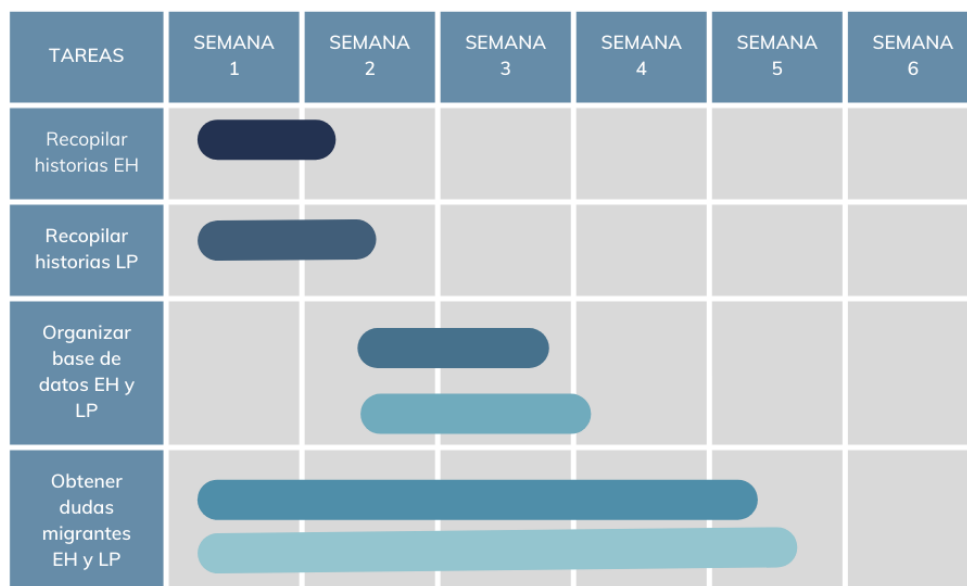 TAREAS
SEMANA
1
SEMANA
2
SEMANA
3
SEMANA
4
SEMANA
5
SEMANA
6
Recopilar
historias EH
Recopilar
historias LP
Organizar
base de
datos EH y
LP
Obtener
dudas
migrantes
EH y LP